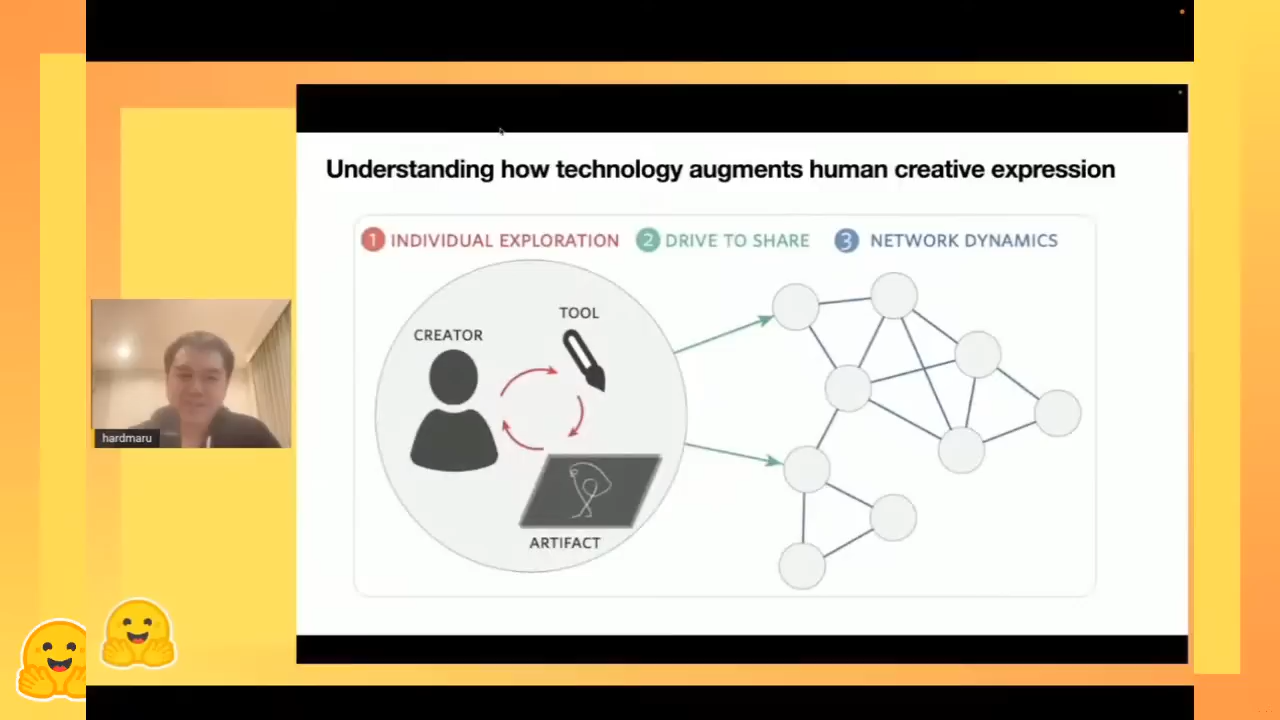 Understanding how technology augments human creative expression
1 INDIVIDUAL EXPLORATION 2 DRIVE TO SHARE 3 NETWORK DYNAMICS
TOOL
CREATOR
ARTIFACT
hardmaru